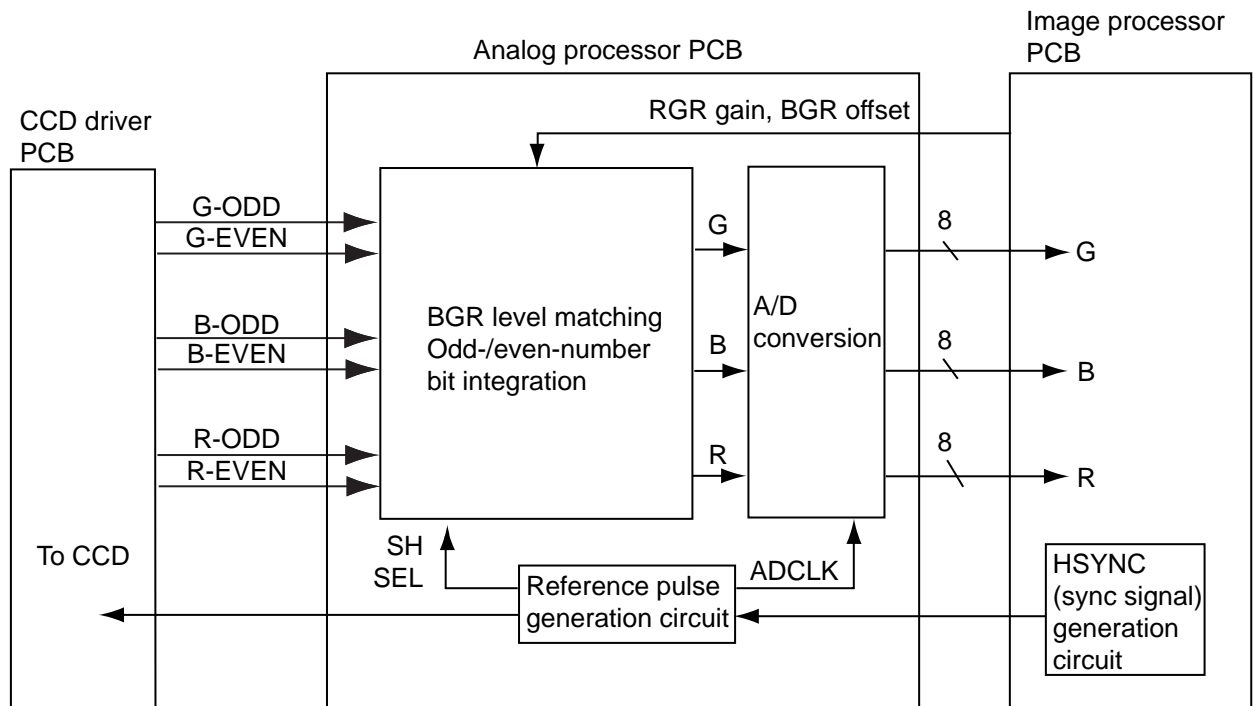 Image processor
PCB
Analog processor PCB
CCD driver
PCB
RGR gain, BGR offset
G-ODD
G-EVEN
B-ODD
B-EVEN
R-ODD
R-EVEN
BGR level matching
Odd-/even-number
bit integration
G
B
R
A/D
conversion
8
8
8
G
B
R
To CCD
SH
SEL
Reference pulse
generation circuit
ADCLK
HSYNC
(sync signal)
generation
circuit